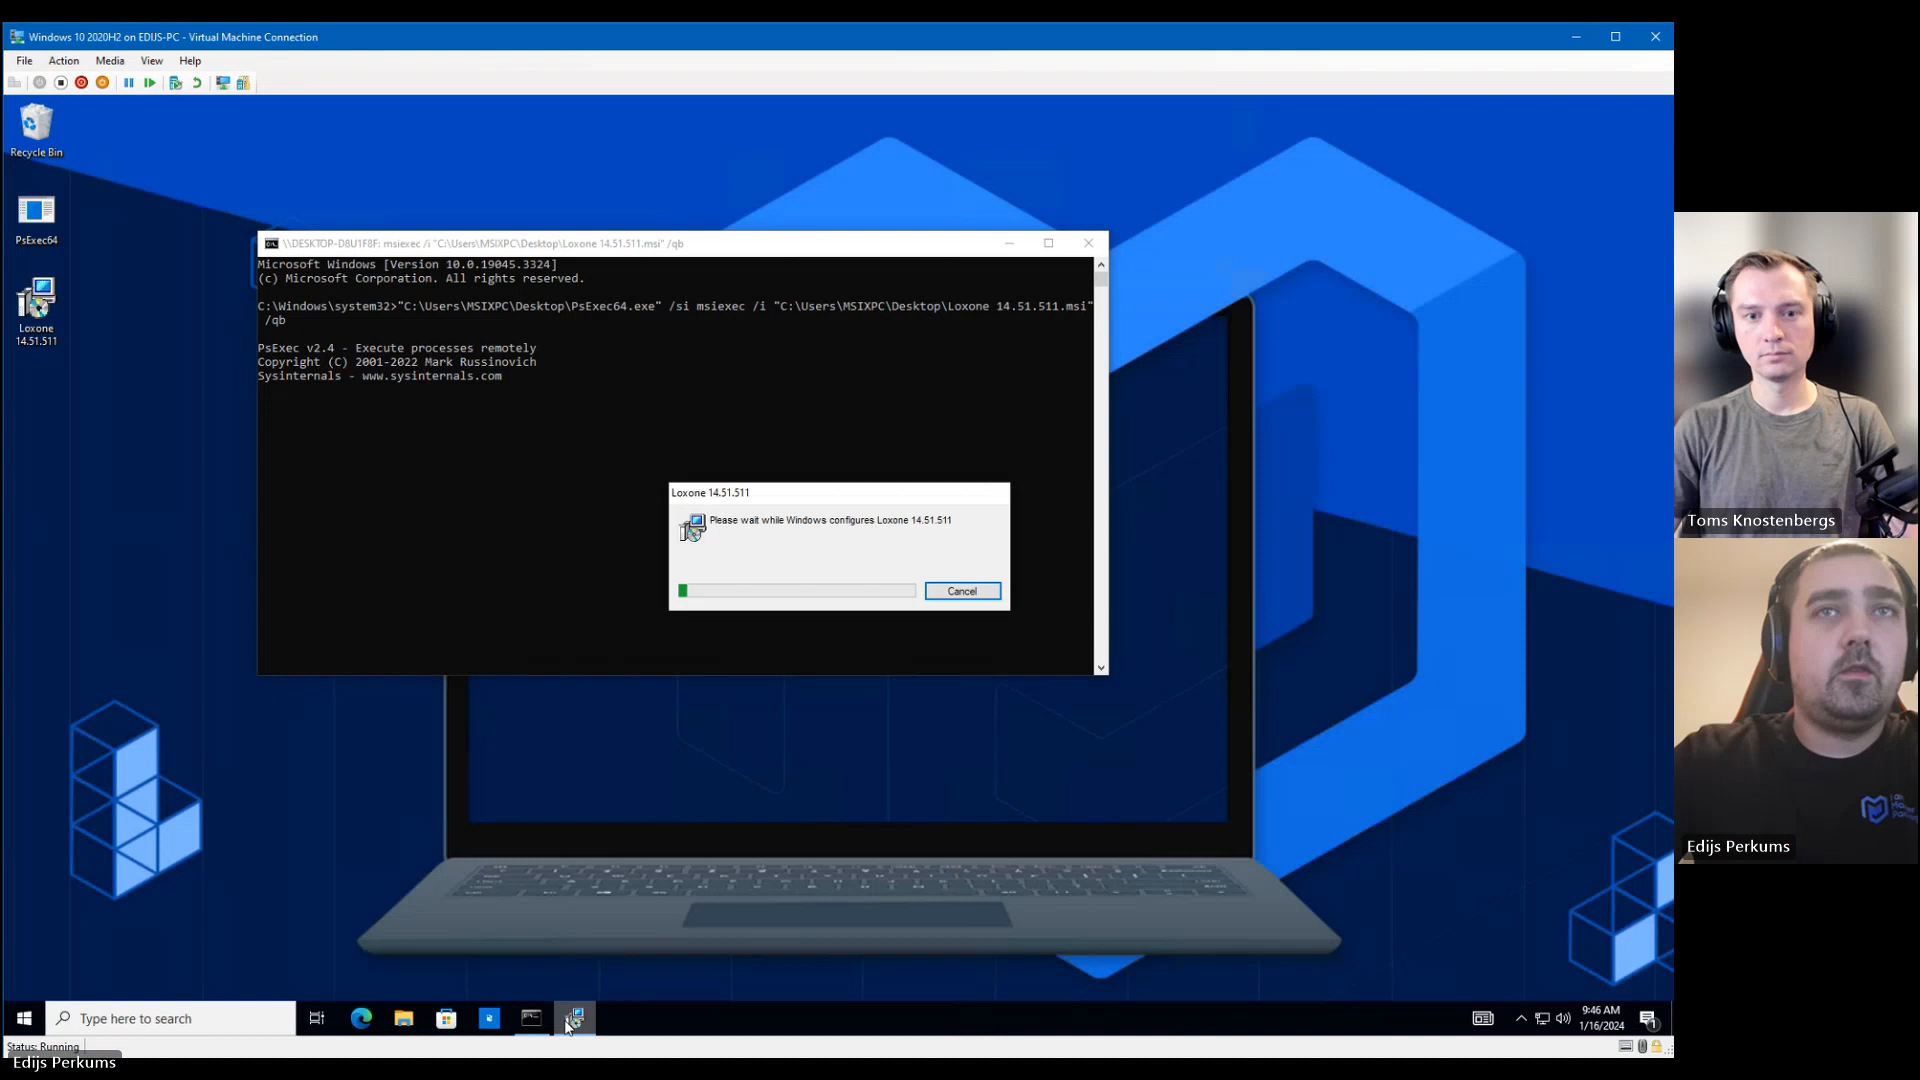 Windows 10 2020H2 on EDIJS-PC - Virtual Machine Connection
File Action Media View Help
Recycle Bin
PsExec64
Loxone
14.51.511
\\DESKTOP-D8U1F8F: msiexec /i "C:\Users\MSIXPC\Desktop\Loxone 14.51.511.msi" /qb
Microsoft Windows [Version 10.0.19045.3324]
(c) Microsoft Corporation. All rights reserved.
C:\Windows\system32>"C:\Users\MSIXPC\Desktop\PsExec64.exe" /si msiexec /i "C:\Users\MSIXPC\Desktop\Loxone 14.51.511.msi"
/qb
PsExec v2.4 - Execute processes remotely
Copyright (C) 2001-2022 Mark Russinovich
Sysinternals - www.sysinternals.com
Loxone 14.51.511
Please wait while Windows configures Loxone 14.51.511
Cancel
Toms Knostenbergs
Edijs Perkums
Type here to search
9:46 AM
1/16/2024
1
Status: Running
Edijs Perkums